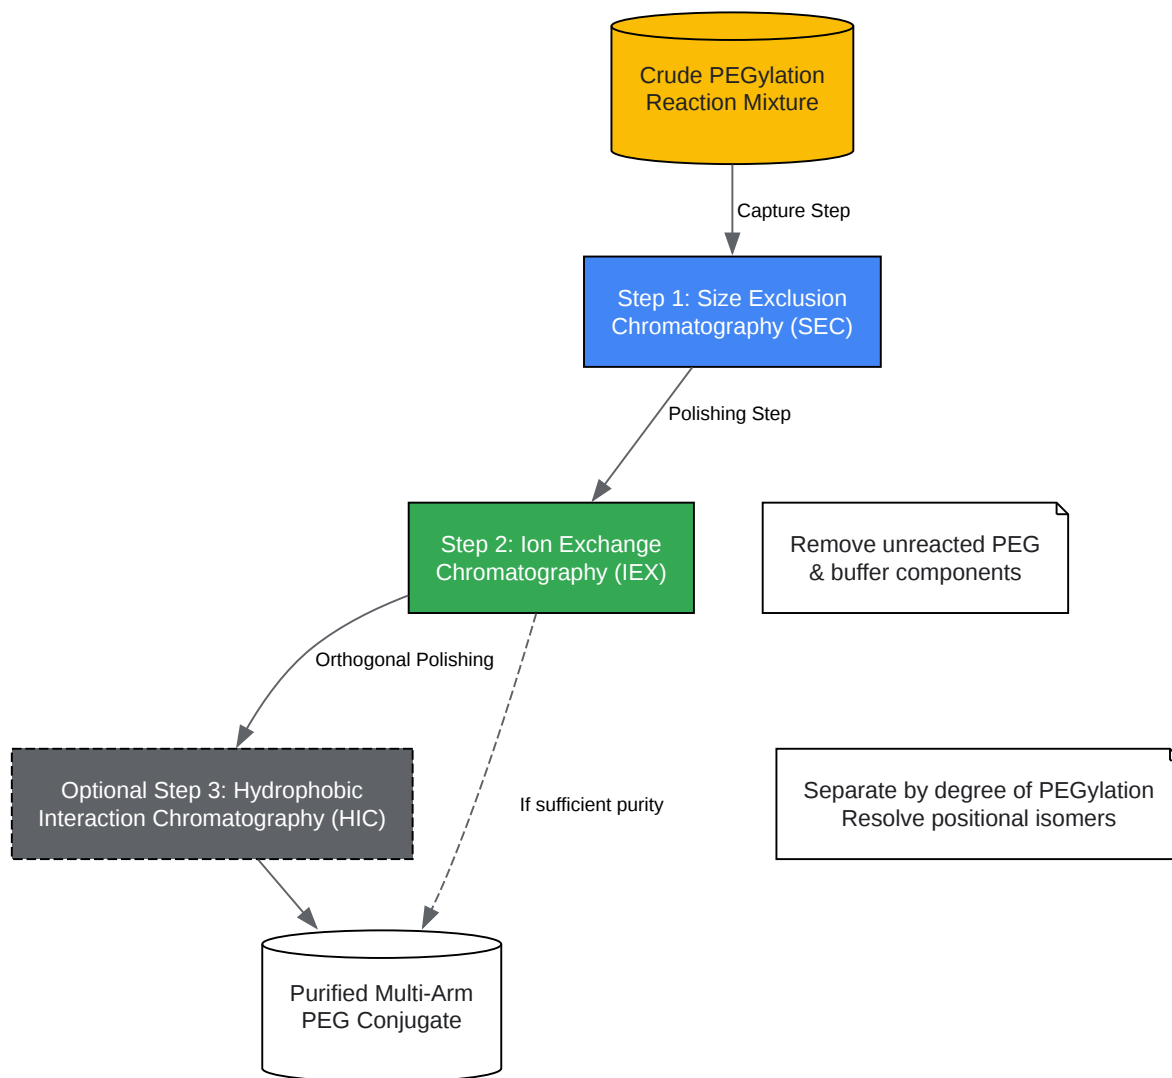 Crude PEGylation
Reaction Mixture
Capture Step
Step 1: Size Exclusion
Chromatography (SEC)
Polishing Step
Step 2: Ion Exchange
Chromatography (IEX)
Remove unreacted PEG
& buffer components
Orthogonal Polishing
Optional Step 3: Hydrophobic
Interaction Chromatography (HIC)
If sufficient purity
Separate by degree of PEGylation
Resolve positional isomers
Purified Multi-Arm
PEG Conjugate